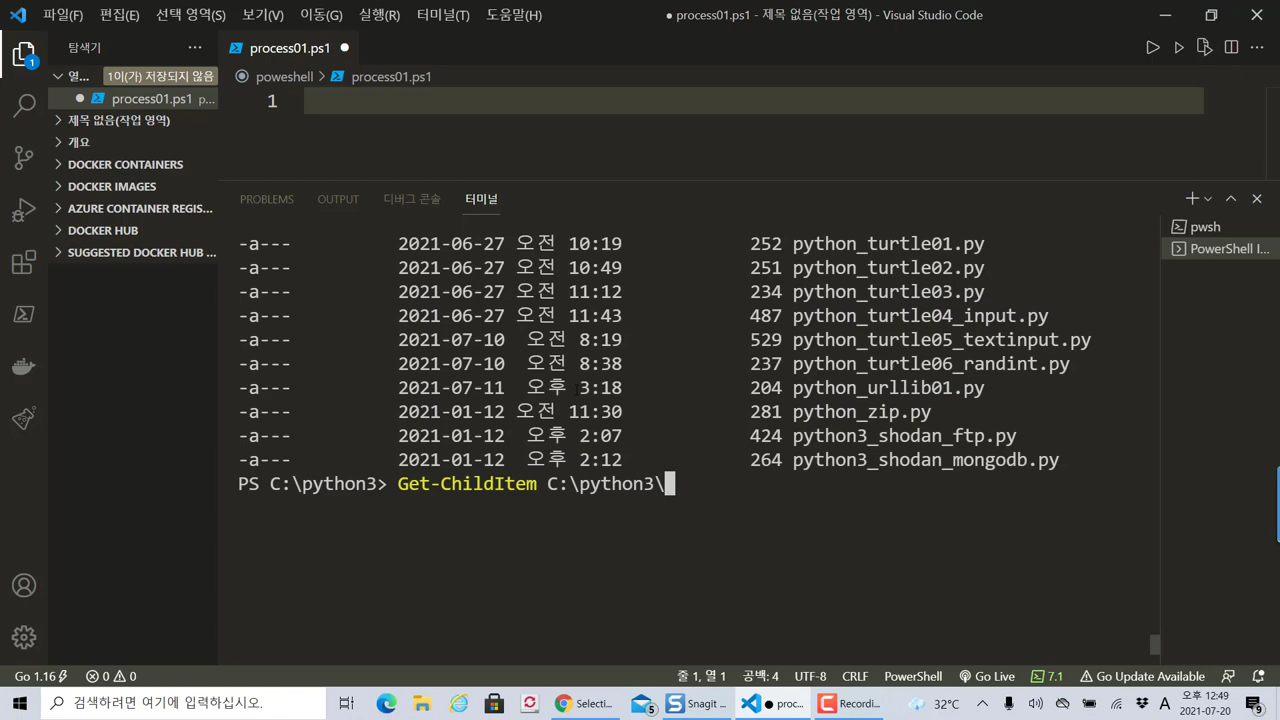 파일(F) 편집(E) 선택 영역(S) 보기(V) 이동(G) 실행(R) 터미널(T) 도움말(H) ● process01.ps1 - 제목 없음(작업 영역) - Visual Studio Code
탐색기 ···
process01.ps1 ●
열... 1이(가) 저장되지 않음
● process01.ps1 p...
제목 없음(작업 영역)
개요
DOCKER CONTAINERS
DOCKER IMAGES
AZURE CONTAINER REGIS...
DOCKER HUB
SUGGESTED DOCKER HUB ...
1
poweshell > process01.ps1
1
PROBLEMS OUTPUT 디버그 콘솔 터미널
pwsh
PowerShell I...
-a--- 2021-06-27 오전 10:19 252 python_turtle01.py
-a--- 2021-06-27 오전 10:49 251 python_turtle02.py
-a--- 2021-06-27 오전 11:12 234 python_turtle03.py
-a--- 2021-06-27 오전 11:43 487 python_turtle04_input.py
-a--- 2021-07-10 오전 8:19 529 python_turtle05_textinput.py
-a--- 2021-07-10 오전 8:38 237 python_turtle06_randint.py
-a--- 2021-07-11 오후 3:18 204 python_urllib01.py
-a--- 2021-01-12 오전 11:30 281 python_zip.py
-a--- 2021-01-12 오후 2:07 424 python3_shodan_ftp.py
-a--- 2021-01-12 오후 2:12 264 python3_shodan_mongodb.py
PS C:\python3> Get-ChildItem C:\python3\
Go 1.16 0 0 줄 1, 열 1 공백: 4 UTF-8 CRLF PowerShell Go Live 7.1 Go Update Available
검색하려면 여기에 입력하십시오. Selecti... 5 Snagit ... ● proc... Recordi... 32°C A 오후 12:49
2021-07-20 9